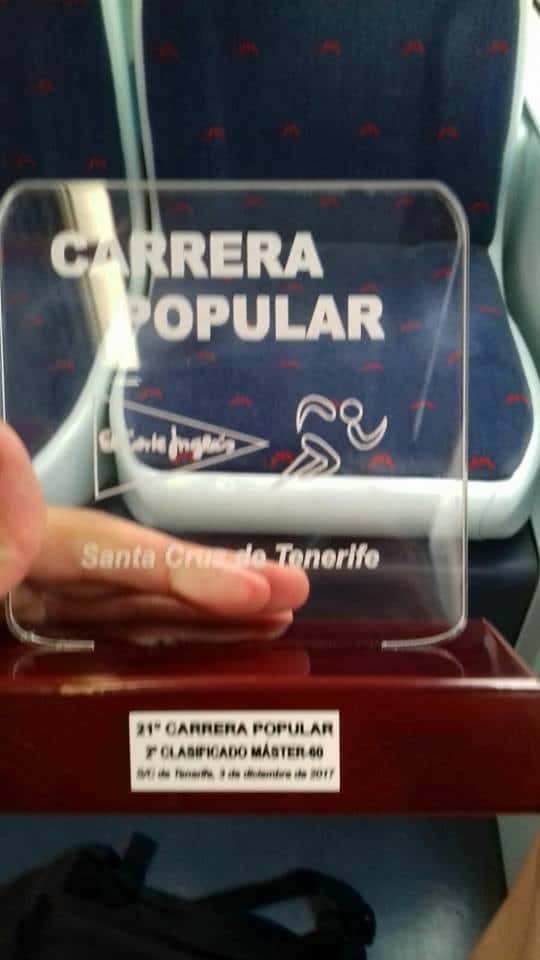 CARRERA
POPULAR
El Corte Inglés
Santa Cruz de Tenerife
21ª CARRERA POPULAR
2º CLASIFICADO MÁSTER-60
S/C de Tenerife, 3 de diciembre de 2017